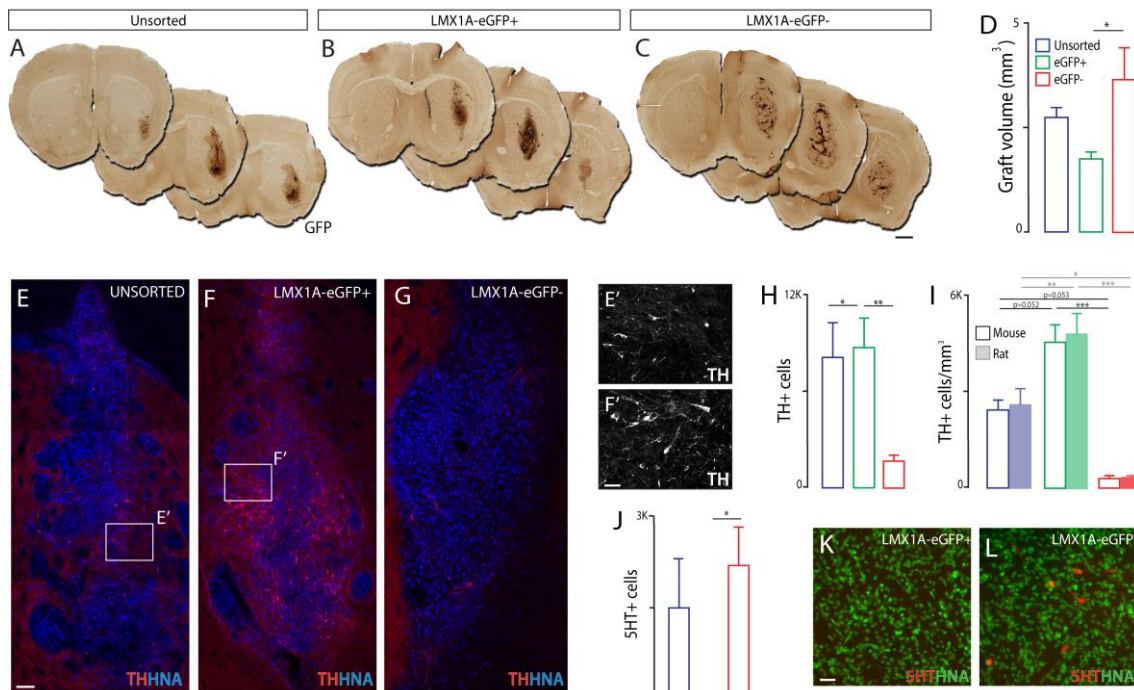 Unsorted
LMX1A-eGFP+
LMX1A-eGFP-
A
B
C
GFP
D
5
Graft volume (mm3)
0
*
Unsorted
eGFP+
eGFP-
E
UNSORTED
E'
THHNA
F
LMX1A-eGFP+
F'
THHNA
G
LMX1A-eGFP-
THHNA
E'
TH
F'
TH
H
12K
TH+ cells
0
*
**
I
6K
TH+ cells/mm3
0
*
**
***
p=0.053
p=0.052
***
Mouse
Rat
J
3K
5HT+ cells
*
K
LMX1A-eGFP+
5HTHNA
L
LMX1A-eGFP
5HTHNA